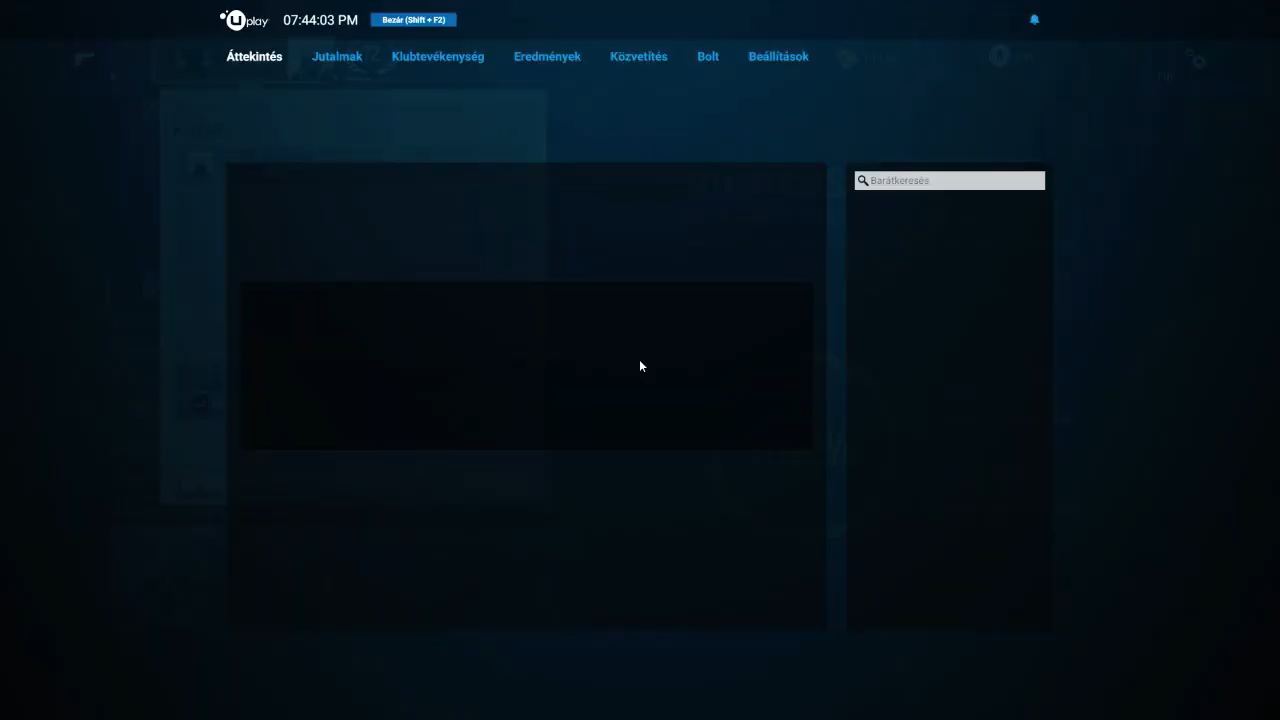 Uplay 07:44:03 PM Bezár (Shift + F2)
Áttekintés Jutalmak Klubtevékenység Eredmények Közvetítés Bolt Beállítások
Barátkeresés